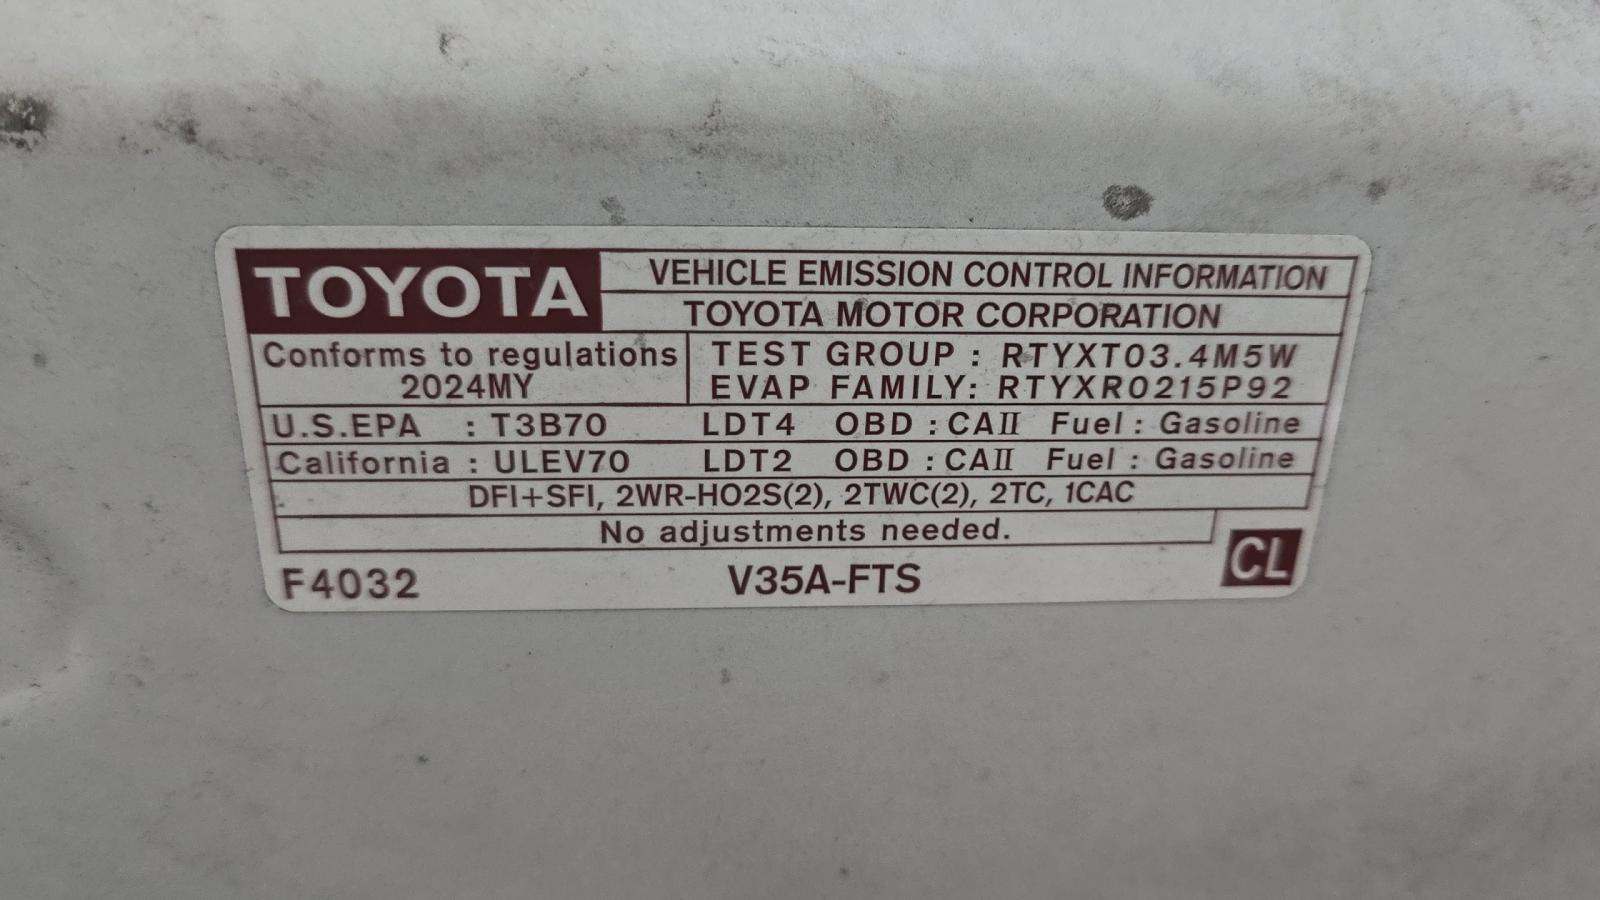 TOYOTA
VEHICLE EMISSION CONTROL INFORMATION
TOYOTA MOTOR CORPORATION
Conforms to regulations
2024MY
TEST GROUP : RTYXT03.4M5W
EVAP FAMILY: RTYXR0215P92
U.S.EPA : T3B70 LDT4 OBD : CAII Fuel : Gasoline
California : ULEV70 LDT2 OBD : CAII Fuel : Gasoline
DFI+SFI, 2WR-HO2S(2), 2TWC(2), 2TC, 1CAC
No adjustments needed.
F4032 V35A-FTS CL